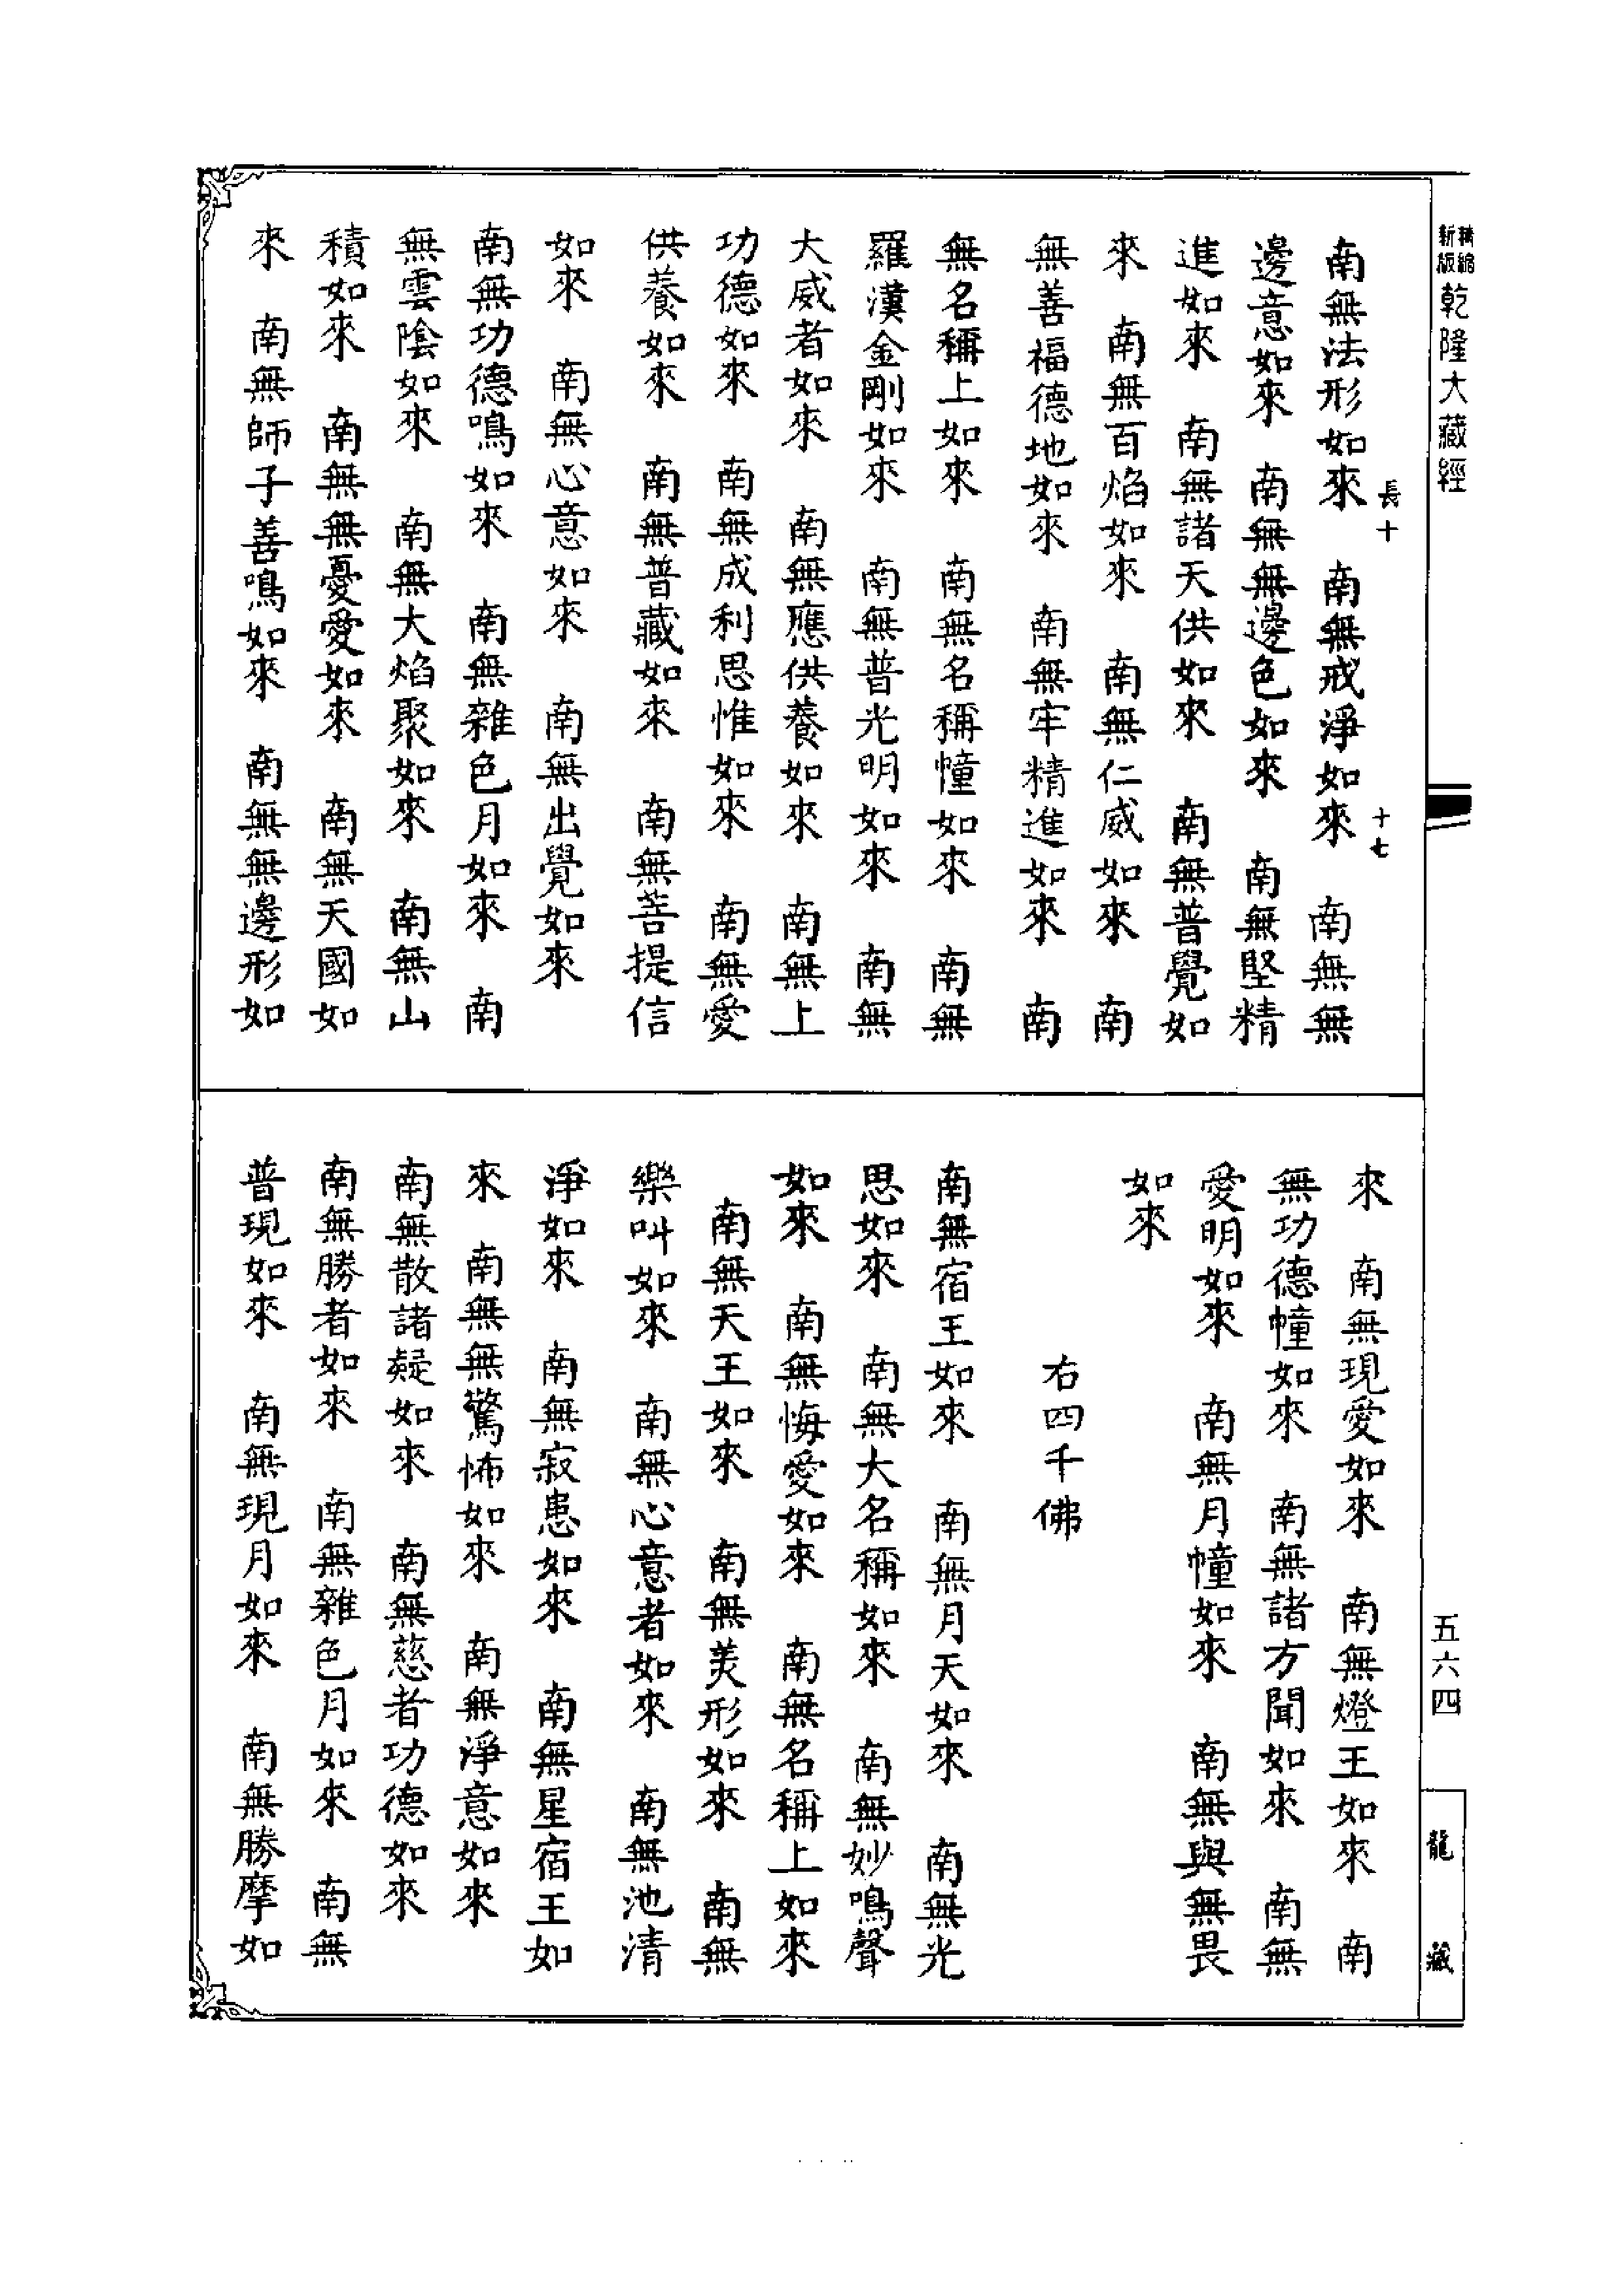 精縮新版乾隆大藏經
長十　十七
南無法形如來　南無戒淨如來　南無無
邊意如來　南無無邊色如來　南無堅精
進如來　南無諸天供如來　南無普覺如
來　南無百焰如來　南無仁威如來　南
無善福德地如來　南無牢精進如來　南
無名稱上如來　南無名稱幢如來　南無
羅漢金剛如來　南無普光明如來　南無
大威者如來　南無應供養如來　南無上
功德如來　南無成利思惟如來　南無愛
供養如來　南無普藏如來　南無菩提信
如來　南無心意如來　南無出覺如來
南無功德鳴如來　南無雜色月如來　南
無雲陰如來　南無大焰聚如來　南無山
積如來　南無無憂愛如來　南無天國如
來　南無師子善鳴如來　南無無邊形如
來　南無現愛如來　南無燈王如來　南
無功德幢如來　南無諸方聞如來　南無
愛明如來　南無月幢如來　南無與無畏
如來
右四千佛
南無宿王如來　南無月天如來　南無光
思如來　南無大名稱如來　南無妙鳴聲
如來　南無悔愛如來　南無名稱上如來
南無天王如來　南無美形如來　南無
樂叫如來　南無心意者如來　南無池清
淨如來　南無寂患如來　南無星宿王如
來　南無無驚怖如來　南無淨意如來
南無散諸疑如來　南無慈者功德如來
南無勝者如來　南無雜色月如來　南無
普現如來　南無現月如來　南無勝摩如
五六四
龍藏